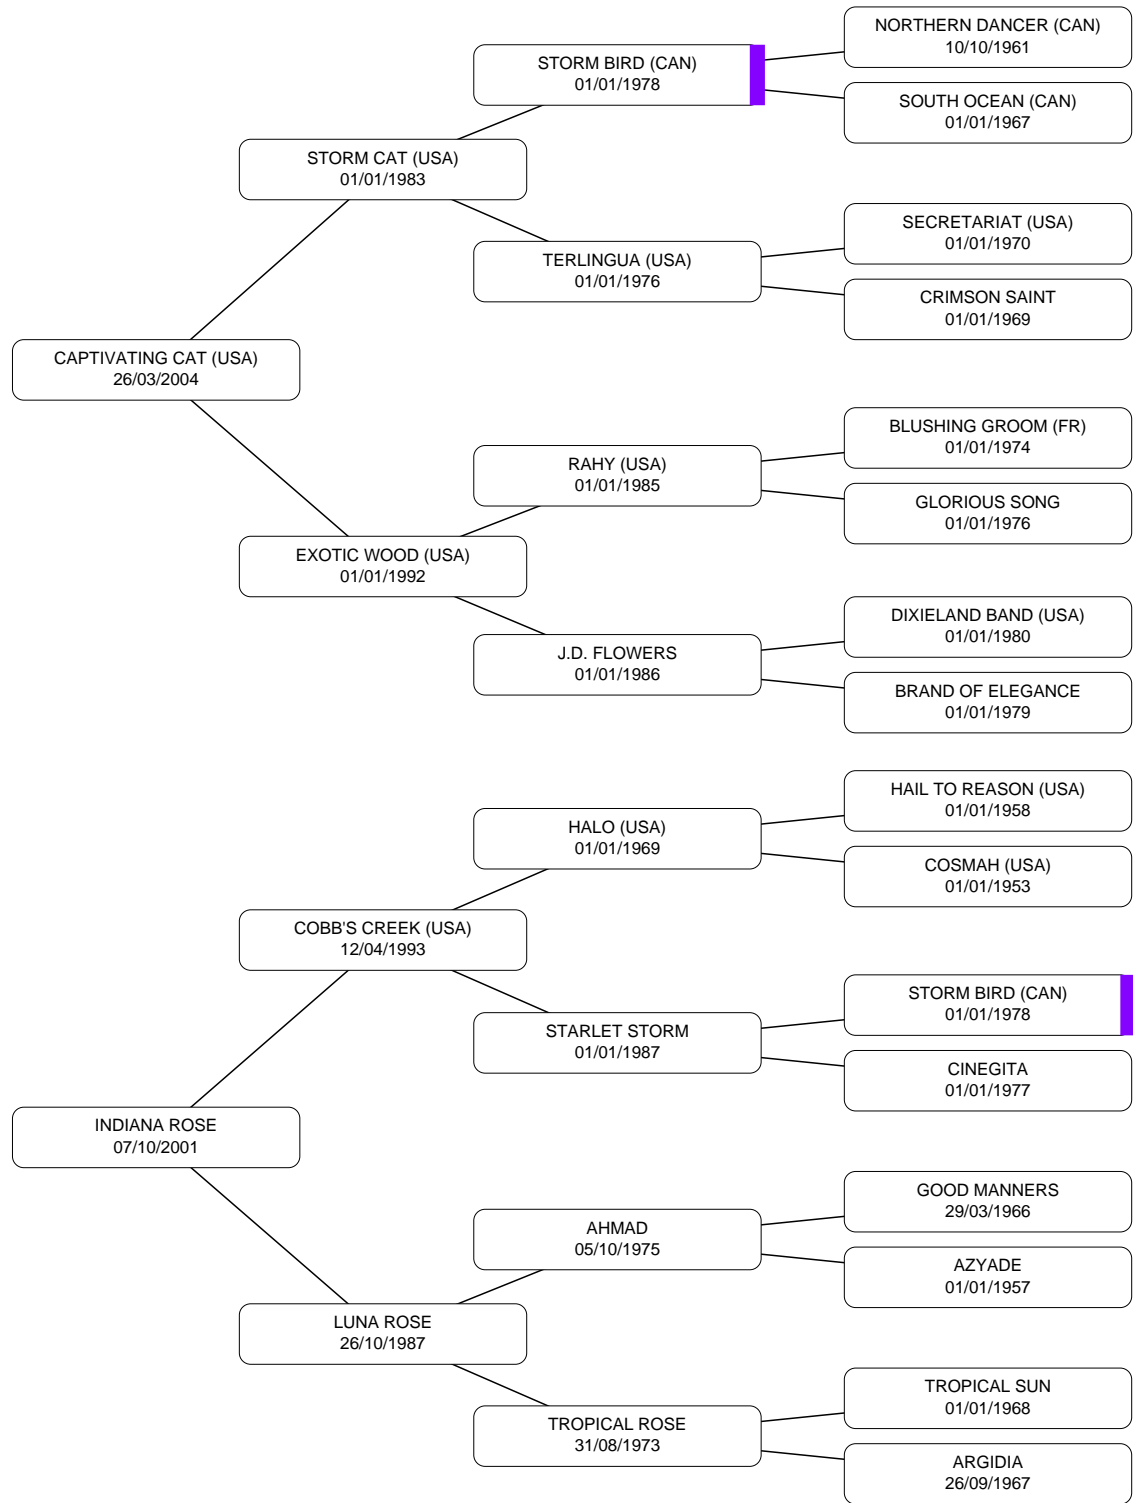 NORTHERN DANCER (CAN)
10/10/1961
STORM BIRD (CAN)
01/01/1978
SOUTH OCEAN (CAN)
01/01/1967
STORM CAT (USA)
01/01/1983
SECRETARIAT (USA)
01/01/1970
TERLINGUA (USA)
01/01/1976
CRIMSON SAINT
01/01/1969
CAPTIVATING CAT (USA)
26/03/2004
BLUSHING GROOM (FR)
01/01/1974
RAHY (USA)
01/01/1985
GLORIOUS SONG
01/01/1976
EXOTIC WOOD (USA)
01/01/1992
DIXIELAND BAND (USA)
01/01/1980
J.D. FLOWERS
01/01/1986
BRAND OF ELEGANCE
01/01/1979
HAIL TO REASON (USA)
01/01/1958
HALO (USA)
01/01/1969
COSMAH (USA)
01/01/1953
COBB'S CREEK (USA)
12/04/1993
STORM BIRD (CAN)
01/01/1978
STARLET STORM
01/01/1987
CINEGITA
01/01/1977
INDIANA ROSE
07/10/2001
GOOD MANNERS
29/03/1966
AHMAD
05/10/1975
AZYADE
01/01/1957
LUNA ROSE
26/10/1987
TROPICAL SUN
01/01/1968
TROPICAL ROSE
31/08/1973
ARGIDIA
26/09/1967